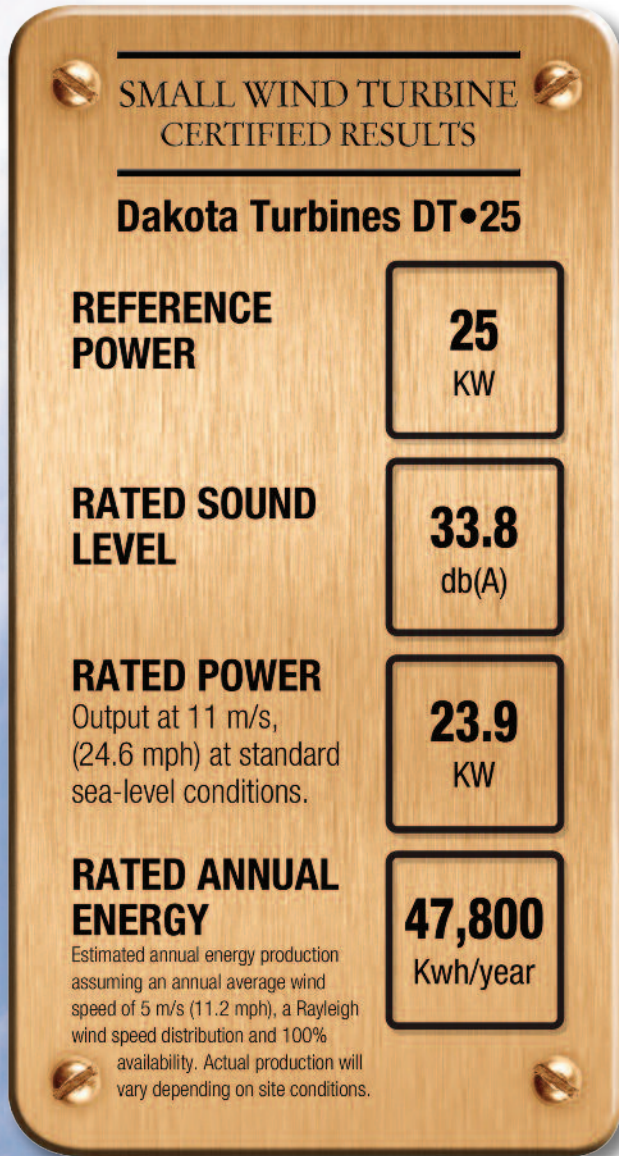 SMALL WIND TURBINE
CERTIFIED RESULTS
Dakota Turbines DT•25
REFERENCE
POWER
25
KW
RATED SOUND
LEVEL
33.8
db(A)
RATED POWER
Output at 11 m/s,
(24.6 mph) at standard
sea-level conditions.
23.9
KW
RATED ANNUAL
ENERGY
Estimated annual energy production
assuming an annual average wind
speed of 5 m/s (11.2 mph), a Rayleigh
wind speed distribution and 100%
availability. Actual production will
vary depending on site conditions.
47,800
Kwh/year